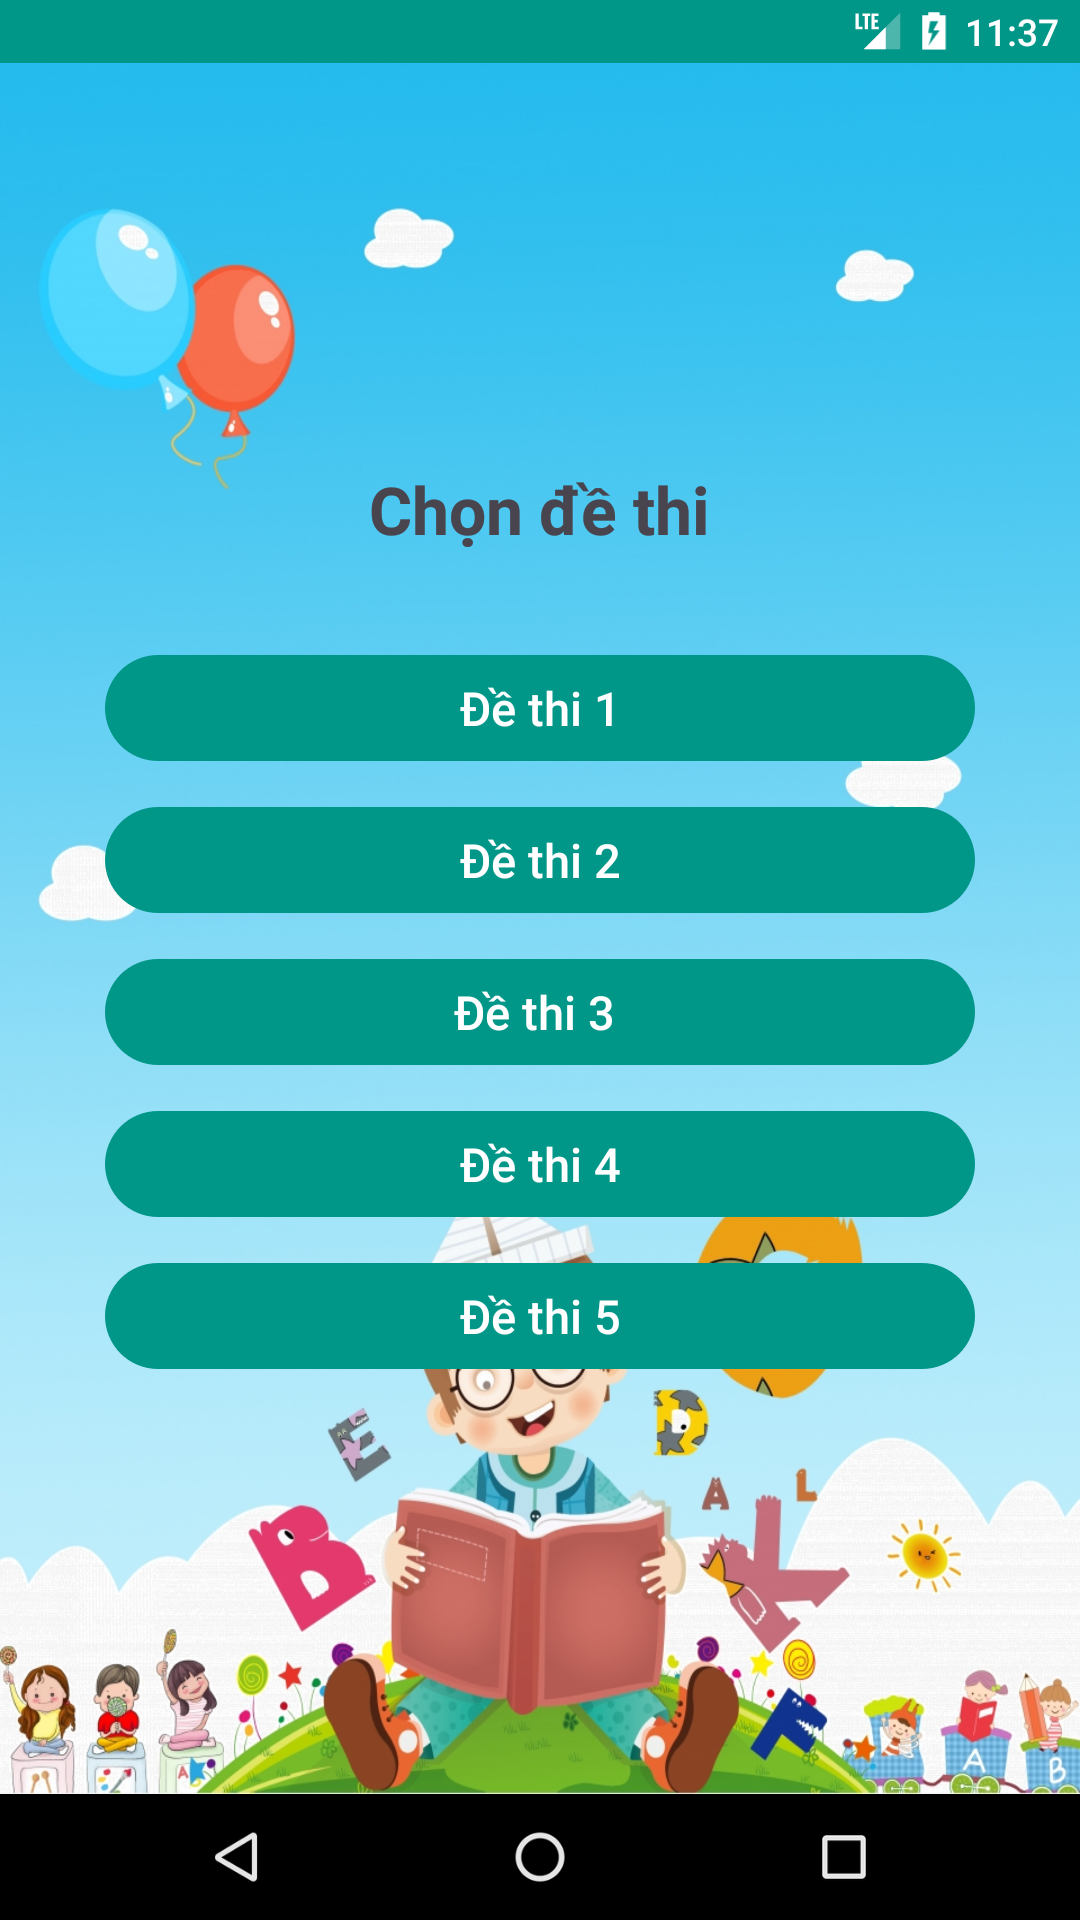 LTE 11:37
Chọn đề thi
Đề thi 1
Đề thi 2
Đề thi 3
Đề thi 4
Đề thi 5
E
D
A
L
B
K
F
A
A
B